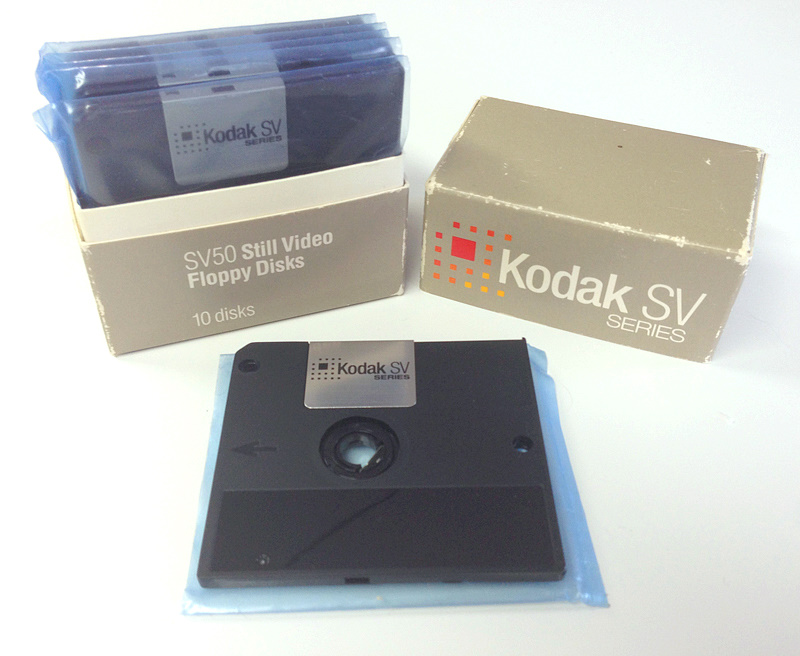 Kodak SV
SERIES
SV50 Still Video
Floppy Disks
10 disks
Kodak SV
SERIES
Kodak SV
SERIES